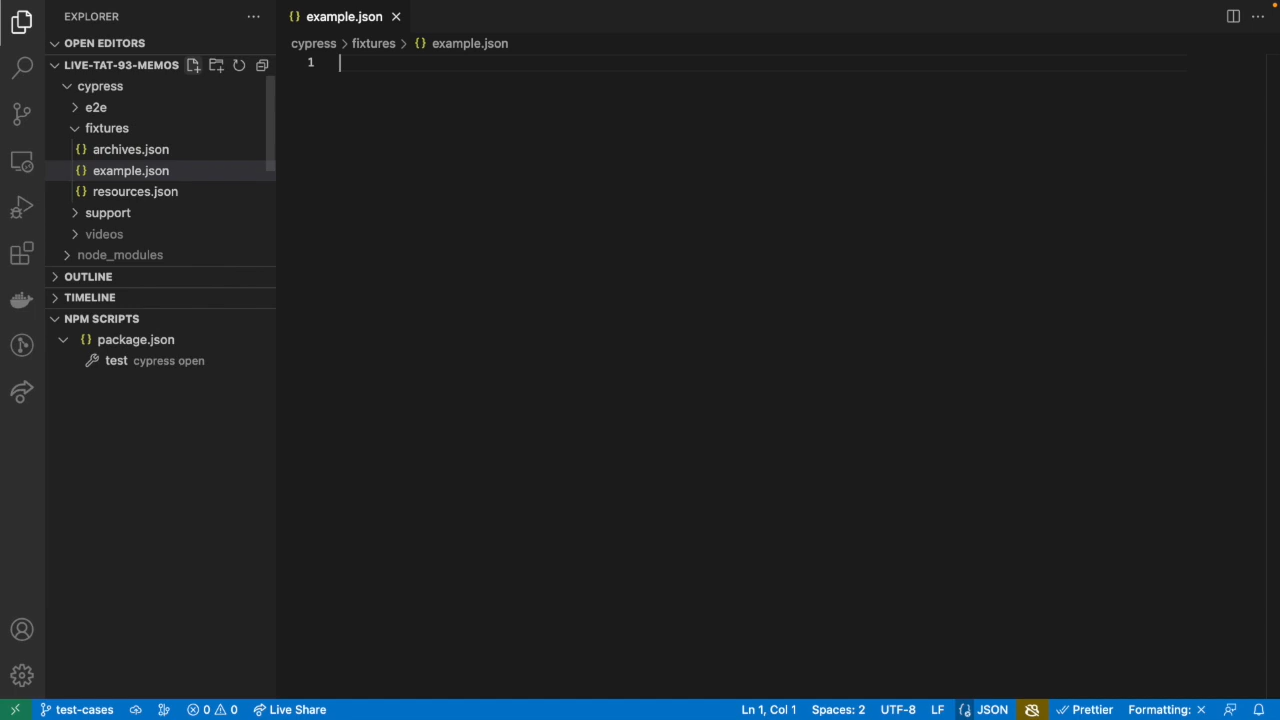 EXPLORER
example.json
OPEN EDITORS
cypress > fixtures > {} example.json
LIVE-TAT-93-MEMOS
1
cypress
e2e
fixtures
{} archives.json
{} example.json
{} resources.json
support
videos
node_modules
OUTLINE
TIMELINE
NPM SCRIPTS
{} package.json
test cypress open
test-cases 0 0 Live Share Ln 1, Col 1 Spaces: 2 UTF-8 LF {} JSON Prettier Formatting: ×